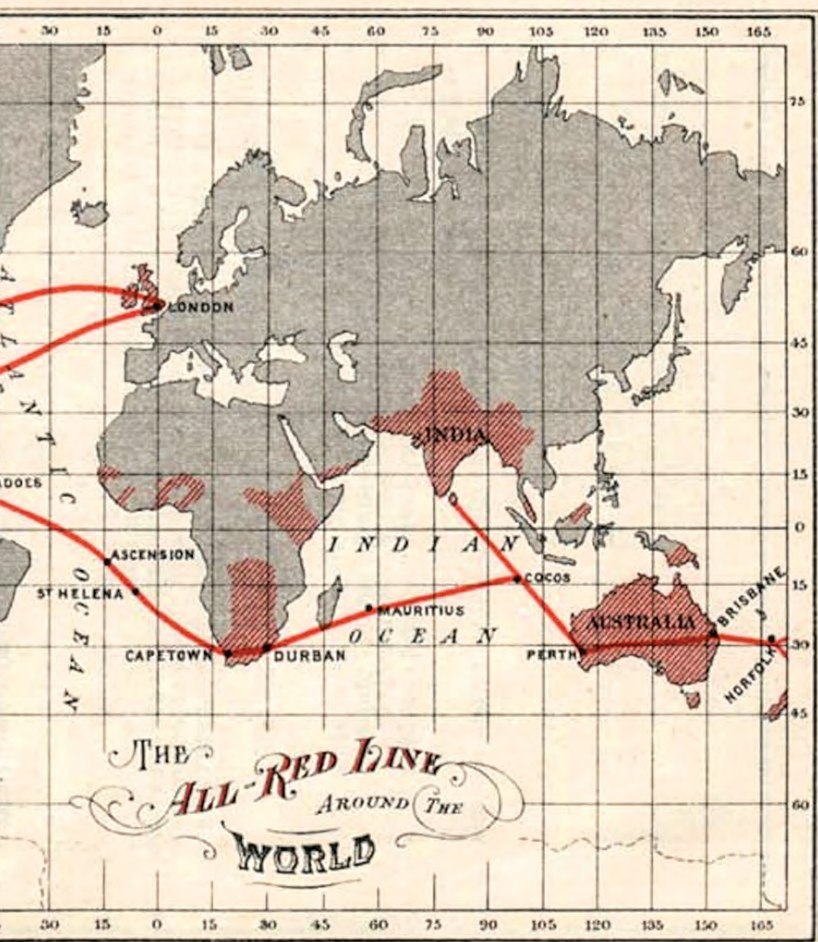 30 15 0 15 30 45 60 75 90 105 120 135 150 165
75
60
ATLANTIC OCEAN
LONDON
45
30
INDIA
15
ADOES
0
INDIAN
ASCENSION
COCOS
15
ST HELENA
MAURITIUS
AUSTRALIA
BRISBANE
OCEAN
30
CAPETOWN
DURBAN
PERTH
NORFOLK
45
THE
ALL-RED LINE
AROUND THE
WORLD
60
30 15 0 15 30 45 60 75 90 105 120 135 150 165